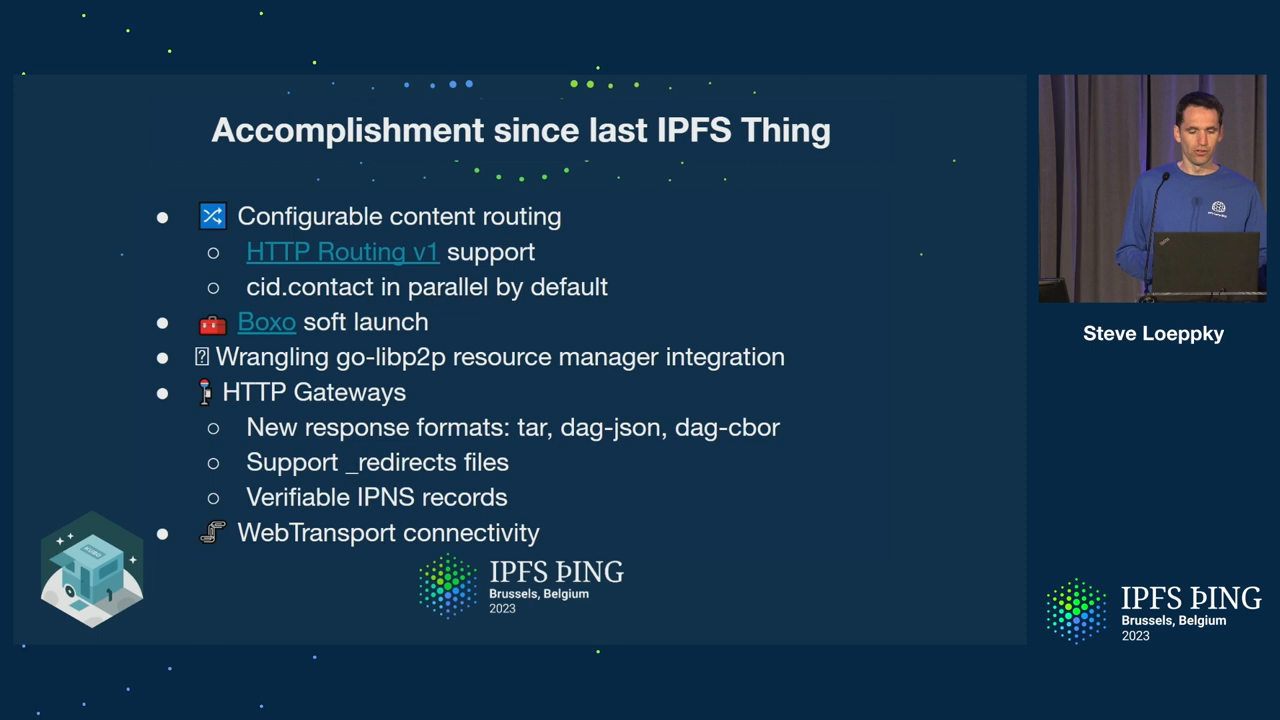 Accomplishment since last IPFS Thing
Configurable content routing
HTTP Routing v1 support
cid.contact in parallel by default
Boxo soft launch
Wrangling go-libp2p resource manager integration
HTTP Gateways
New response formats: tar, dag-json, dag-cbor
Support _redirects files
Verifiable IPNS records
WebTransport connectivity
KUBO
IPFS ÞING
Brussels, Belgium
2023
Steve Loeppky
IPFS ÞING
Brussels, Belgium
2023